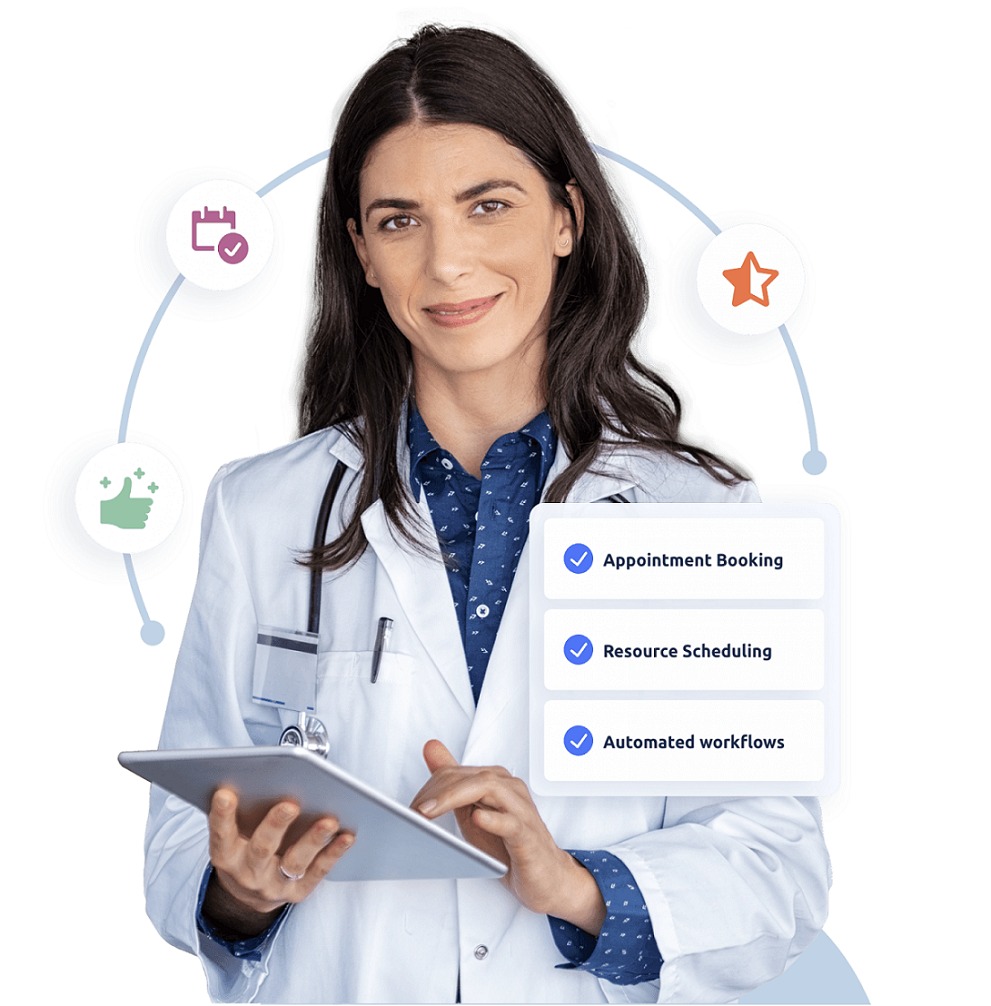 Appointment Booking
Resource Scheduling
Automated workflows